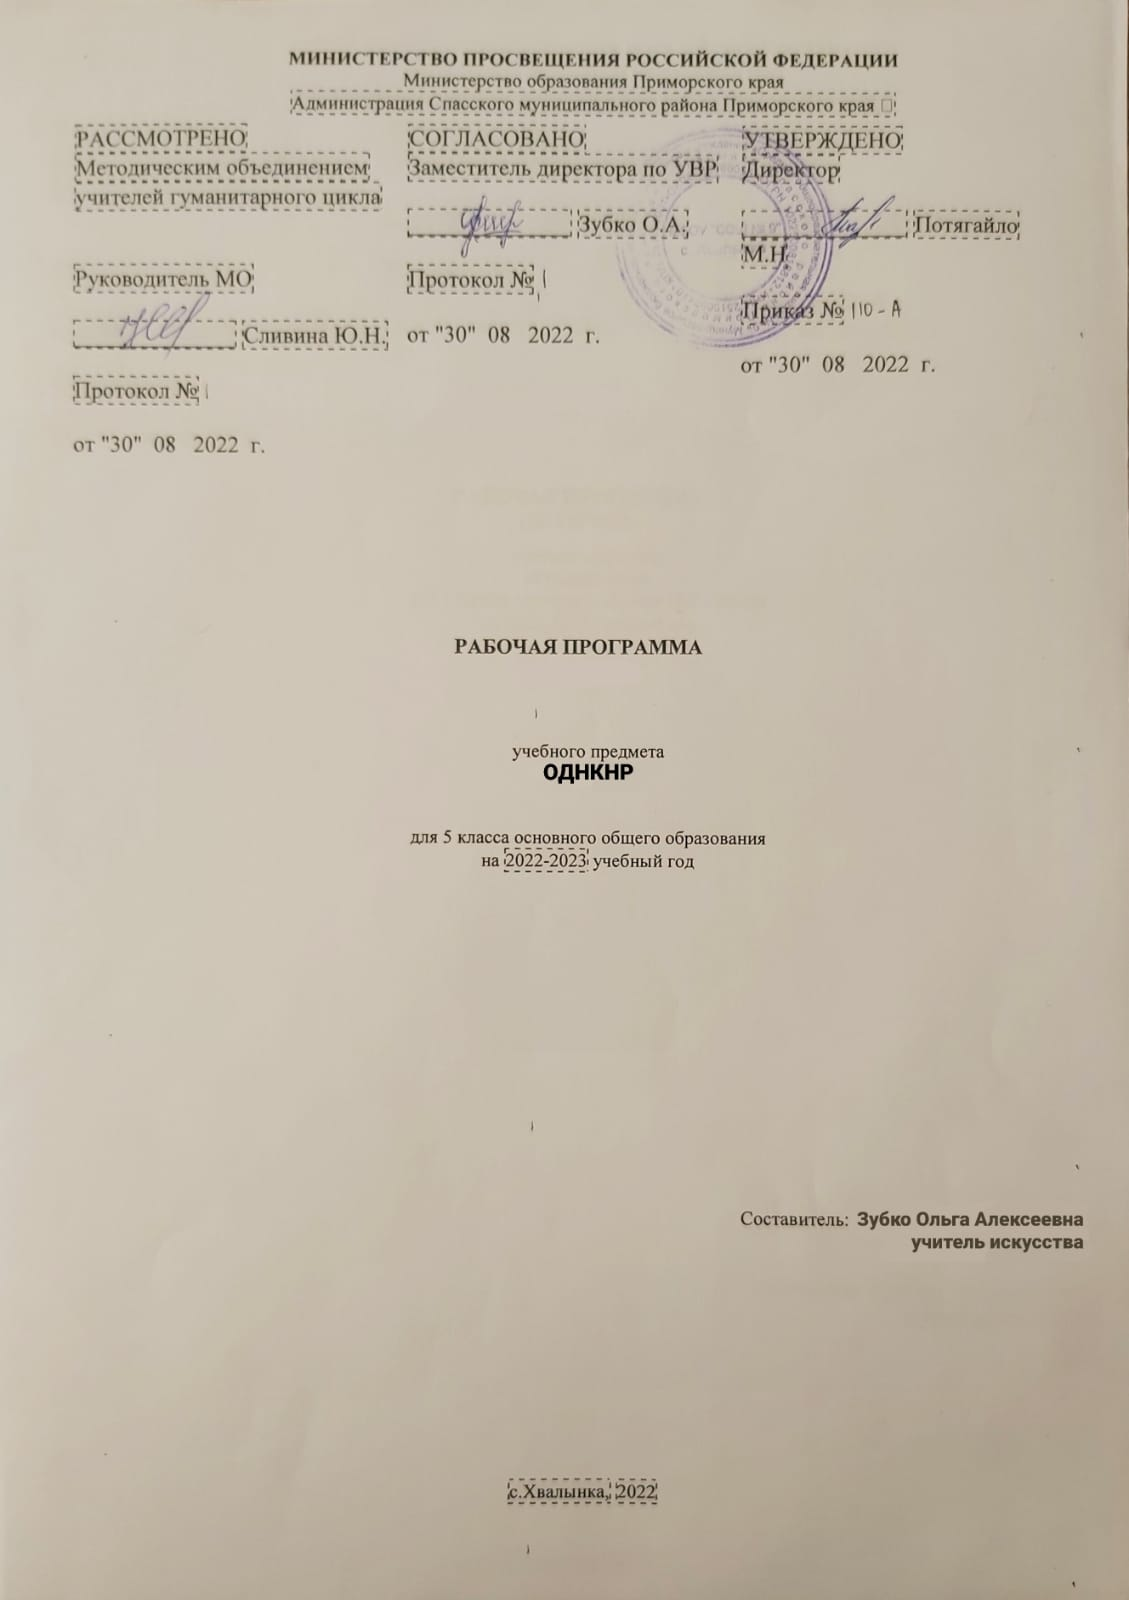 МИНИСТЕРСТВО ПРОСВЕЩЕНИЯ РОССИЙСКОЙ ФЕДЕРАЦИИ
Министерство образования Приморского края
Администрация Спасского муниципального района Приморского края
РАССМОТРЕНО
Методическим объединением
учителей гуманитарного цикла
Руководитель МО
Сливина Ю.Н.
Протокол № 1
от "30" 08 2022 г.
СОГЛАСОВАНО
Заместитель директора по УВР
Зубко О.А.
Протокол № 1
от "30" 08 2022 г.
УТВЕРЖДЕНО
Директор
Потягайло
М.Н.
Приказ № 110 - А
от "30" 08 2022 г.
РАБОЧАЯ ПРОГРАММА
учебного предмета
ОДНКНР
для 5 класса основного общего образования
на 2022-2023 учебный год
Составитель: Зубко Ольга Алексеевна
учитель искусства
с.Хвалынка, 2022